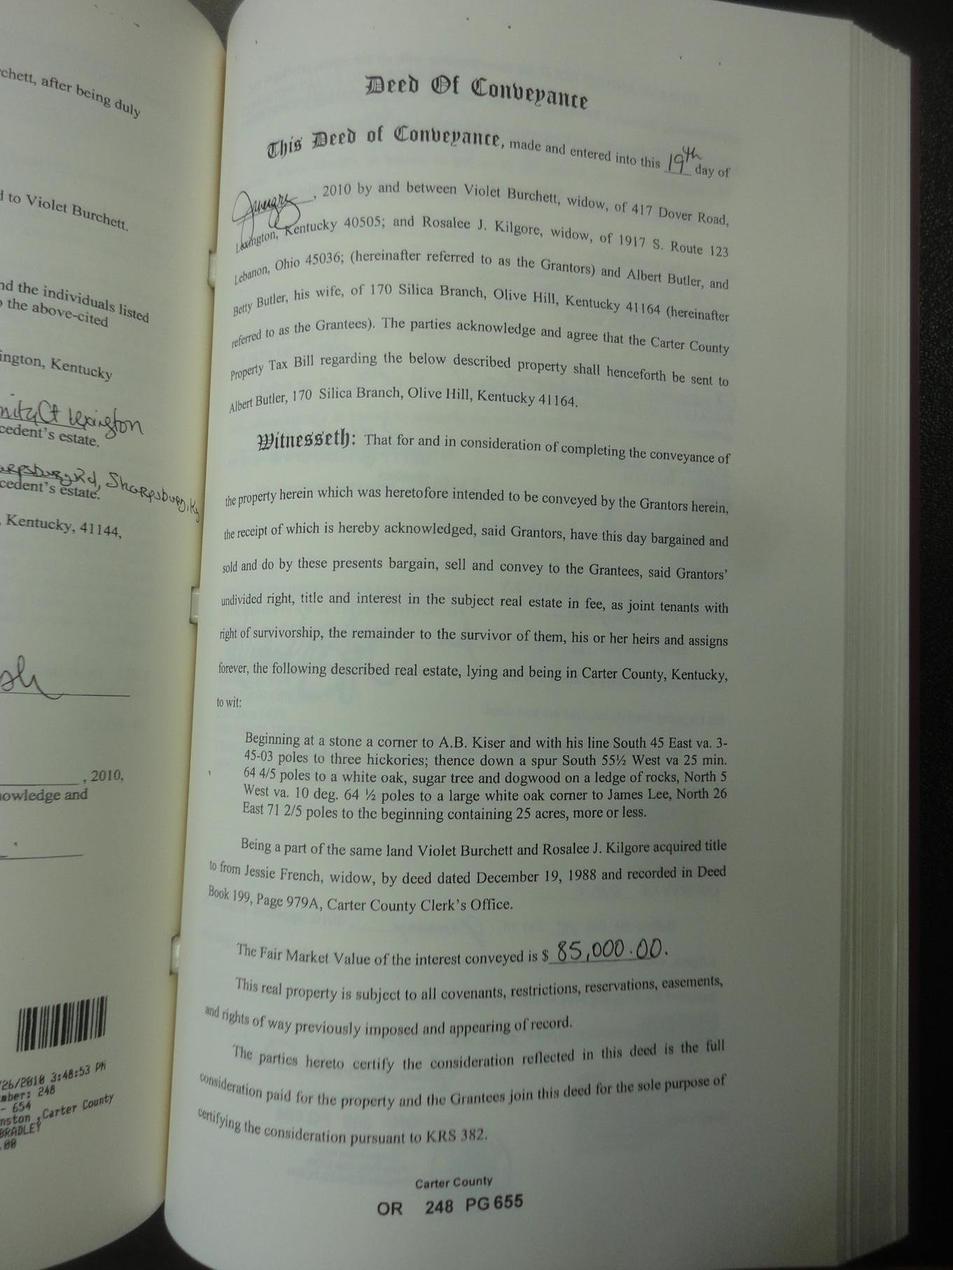 chett, after being duly
d to Violet Burchett.
nd the individuals listed
the above-cited
ington, Kentucky
Ct Lexington
cedent's estate.
Rd, Sharpsburg, Ky
cedent's estate.
, Kentucky, 41144,
sh
, 2010,
owledge and
/26/2010 3:48:53 PM
mber: 248
- 654
nston ,Carter County
BRADLEY
.00
Deed Of Conveyance
This Deed of Conveyance, made and entered into this 19th day of
January, 2010 by and between Violet Burchett, widow, of 417 Dover Road,
Lexington, Kentucky 40505; and Rosalee J. Kilgore, widow, of 1917 S. Route 123
Lebanon, Ohio 45036; (hereinafter referred to as the Grantors) and Albert Butler, and
Betty Butler, his wife, of 170 Silica Branch, Olive Hill, Kentucky 41164 (hereinafter
referred to as the Grantees). The parties acknowledge and agree that the Carter County
Property Tax Bill regarding the below described property shall henceforth be sent to
Albert Butler, 170 Silica Branch, Olive Hill, Kentucky 41164.
Witnesseth: That for and in consideration of completing the conveyance of
the property herein which was heretofore intended to be conveyed by the Grantors herein,
the receipt of which is hereby acknowledged, said Grantors, have this day bargained and
sold and do by these presents bargain, sell and convey to the Grantees, said Grantors'
undivided right, title and interest in the subject real estate in fee, as joint tenants with
right of survivorship, the remainder to the survivor of them, his or her heirs and assigns
forever, the following described real estate, lying and being in Carter County, Kentucky,
to wit:
Beginning at a stone a corner to A.B. Kiser and with his line South 45 East va. 3-
45-03 poles to three hickories; thence down a spur South 55½ West va 25 min.
64 4/5 poles to a white oak, sugar tree and dogwood on a ledge of rocks, North 5
West va. 10 deg. 64 ½ poles to a large white oak corner to James Lee, North 26
East 71 2/5 poles to the beginning containing 25 acres, more or less.
Being a part of the same land Violet Burchett and Rosalee J. Kilgore acquired title
to from Jessie French, widow, by deed dated December 19, 1988 and recorded in Deed
Book 199, Page 979A, Carter County Clerk's Office.
The Fair Market Value of the interest conveyed is $ 85,000.00.
This real property is subject to all covenants, restrictions, reservations, easements,
and rights of way previously imposed and appearing of record.
The parties hereto certify the consideration reflected in this deed is the full
consideration paid for the property and the Grantees join this deed for the sole purpose of
certifying the consideration pursuant to KRS 382.
Carter County
OR 248 PG 655